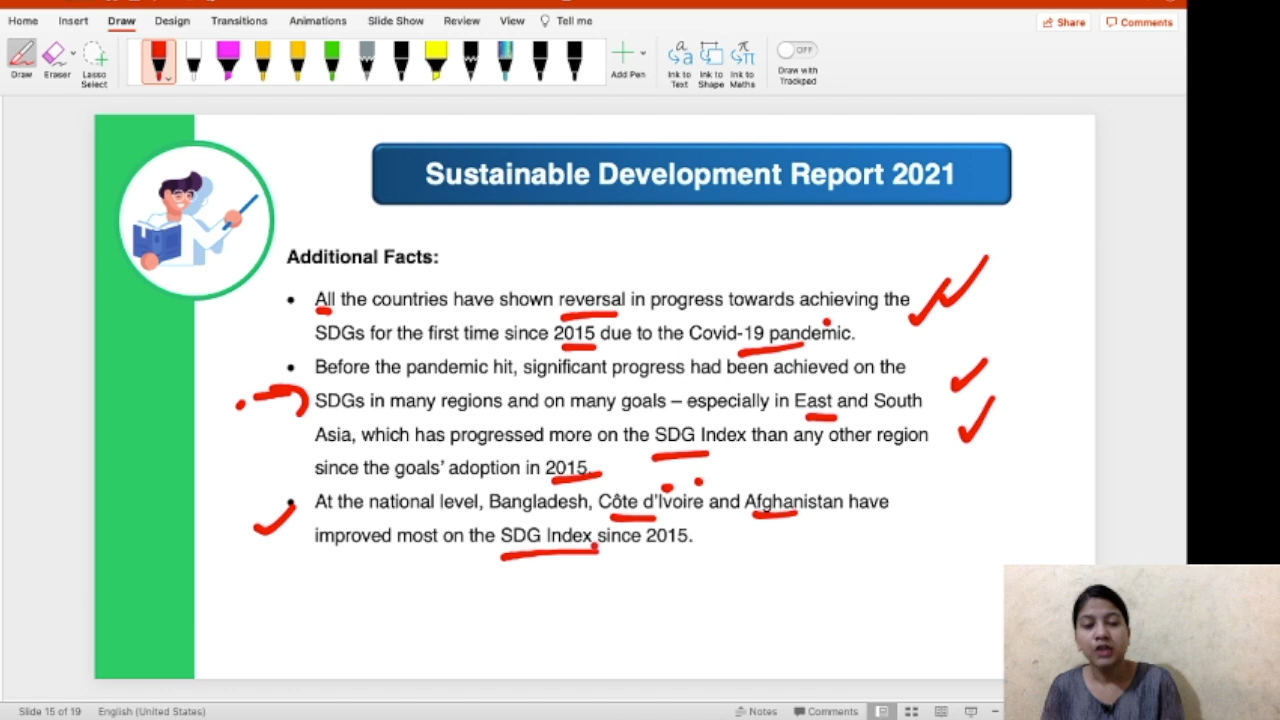 Home Insert Draw Design Transitions Animations Slide Show Review View Tell me
Share Comments
Draw Eraser Lasso Select Add Pen Ink to Text Ink to Shape Ink to Maths OFF Draw with Trackpad
Sustainable Development Report 2021
Additional Facts:
• All the countries have shown reversal in progress towards achieving the
SDGs for the first time since 2015 due to the Covid-19 pandemic.
• Before the pandemic hit, significant progress had been achieved on the
SDGs in many regions and on many goals – especially in East and South
Asia, which has progressed more on the SDG Index than any other region
since the goals’ adoption in 2015.
• At the national level, Bangladesh, Côte d’Ivoire and Afghanistan have
improved most on the SDG Index since 2015.
Slide 15 of 19 English (United States) Notes Comments